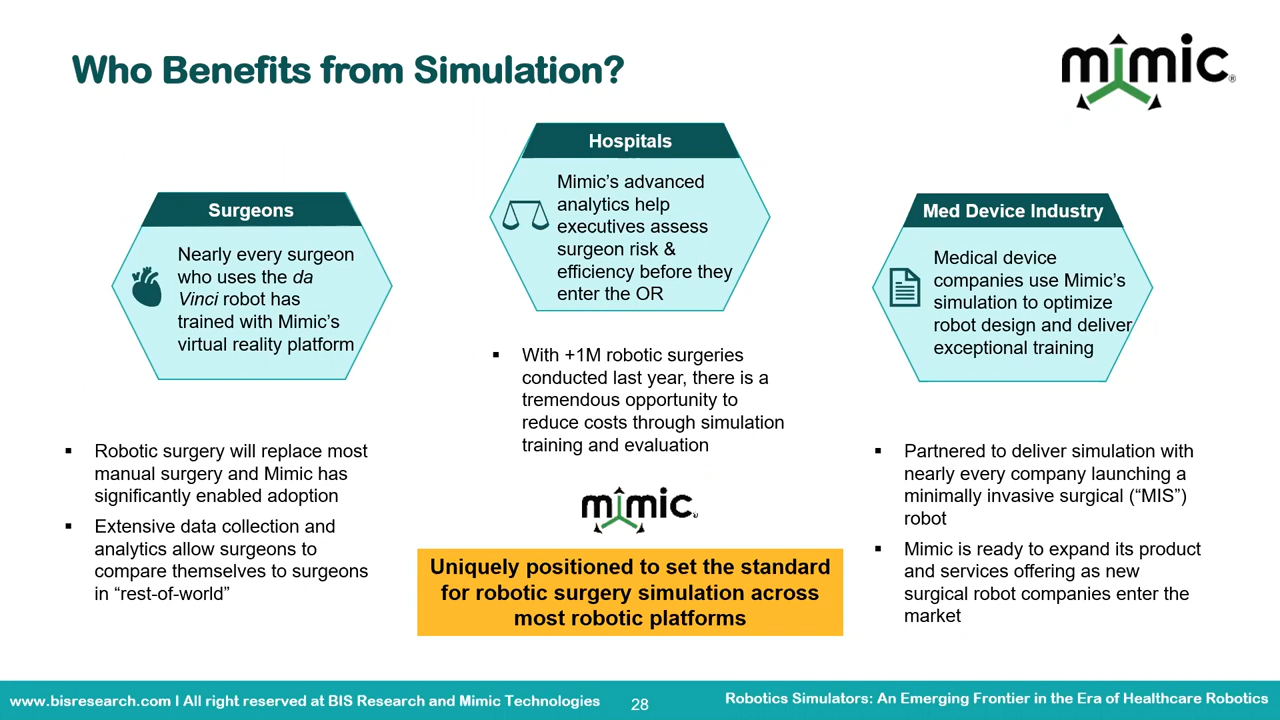 Who Benefits from Simulation?
mimic®
Surgeons
Nearly every surgeon
who uses the da
Vinci robot has
trained with Mimic’s
virtual reality platform
▪ Robotic surgery will replace most
manual surgery and Mimic has
significantly enabled adoption
▪ Extensive data collection and
analytics allow surgeons to
compare themselves to surgeons
in “rest-of-world”
Hospitals
Mimic’s advanced
analytics help
executives assess
surgeon risk &
efficiency before they
enter the OR
▪ With +1M robotic surgeries
conducted last year, there is a
tremendous opportunity to
reduce costs through simulation
training and evaluation
mimic
Uniquely positioned to set the standard
for robotic surgery simulation across
most robotic platforms
Med Device Industry
Medical device
companies use Mimic’s
simulation to optimize
robot design and deliver
exceptional training
▪ Partnered to deliver simulation with
nearly every company launching a
minimally invasive surgical (“MIS”)
robot
▪ Mimic is ready to expand its product
and services offering as new
surgical robot companies enter the
market
www.bisresearch.com I All right reserved at BIS Research and Mimic Technologies
28
Robotics Simulators: An Emerging Frontier in the Era of Healthcare Robotics